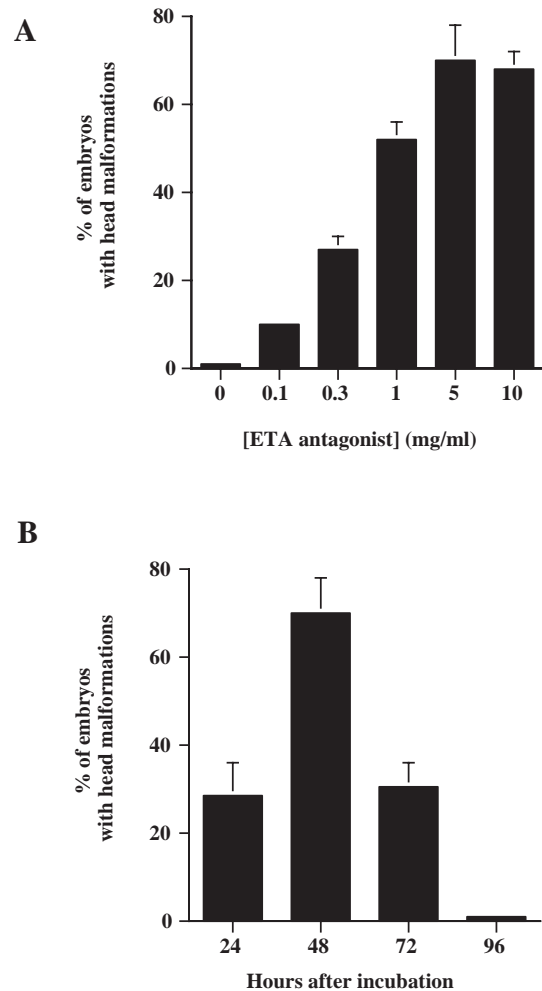 A
80
60
40
20
0
% of embryos
with head malformations
0 0.1 0.3 1 5 10
[ETA antagonist] (mg/ml)
B
80
60
40
20
0
% of embryos
with head malformations
24 48 72 96
Hours after incubation